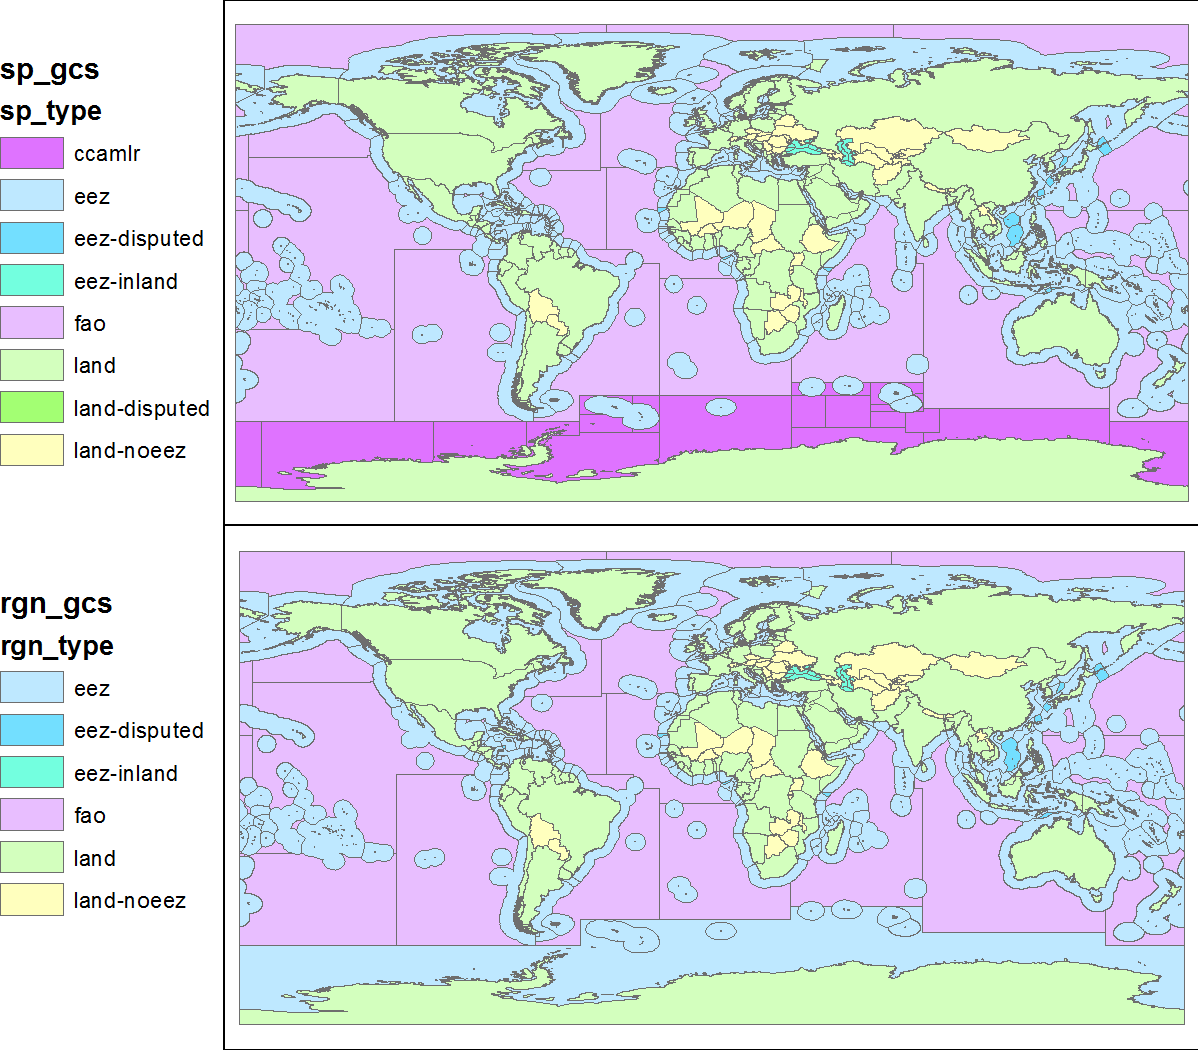 sp_gcs
sp_type
ccamlr
eez
eez-disputed
eez-inland
fao
land
land-disputed
land-noeez
rgn_gcs
rgn_type
eez
eez-disputed
eez-inland
fao
land
land-noeez